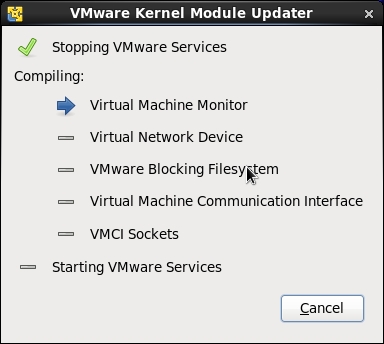 VMware Kernel Module Updater
Stopping VMware Services
Compiling:
Virtual Machine Monitor
Virtual Network Device
VMware Blocking Filesystem
Virtual Machine Communication Interface
VMCI Sockets
Starting VMware Services
Cancel